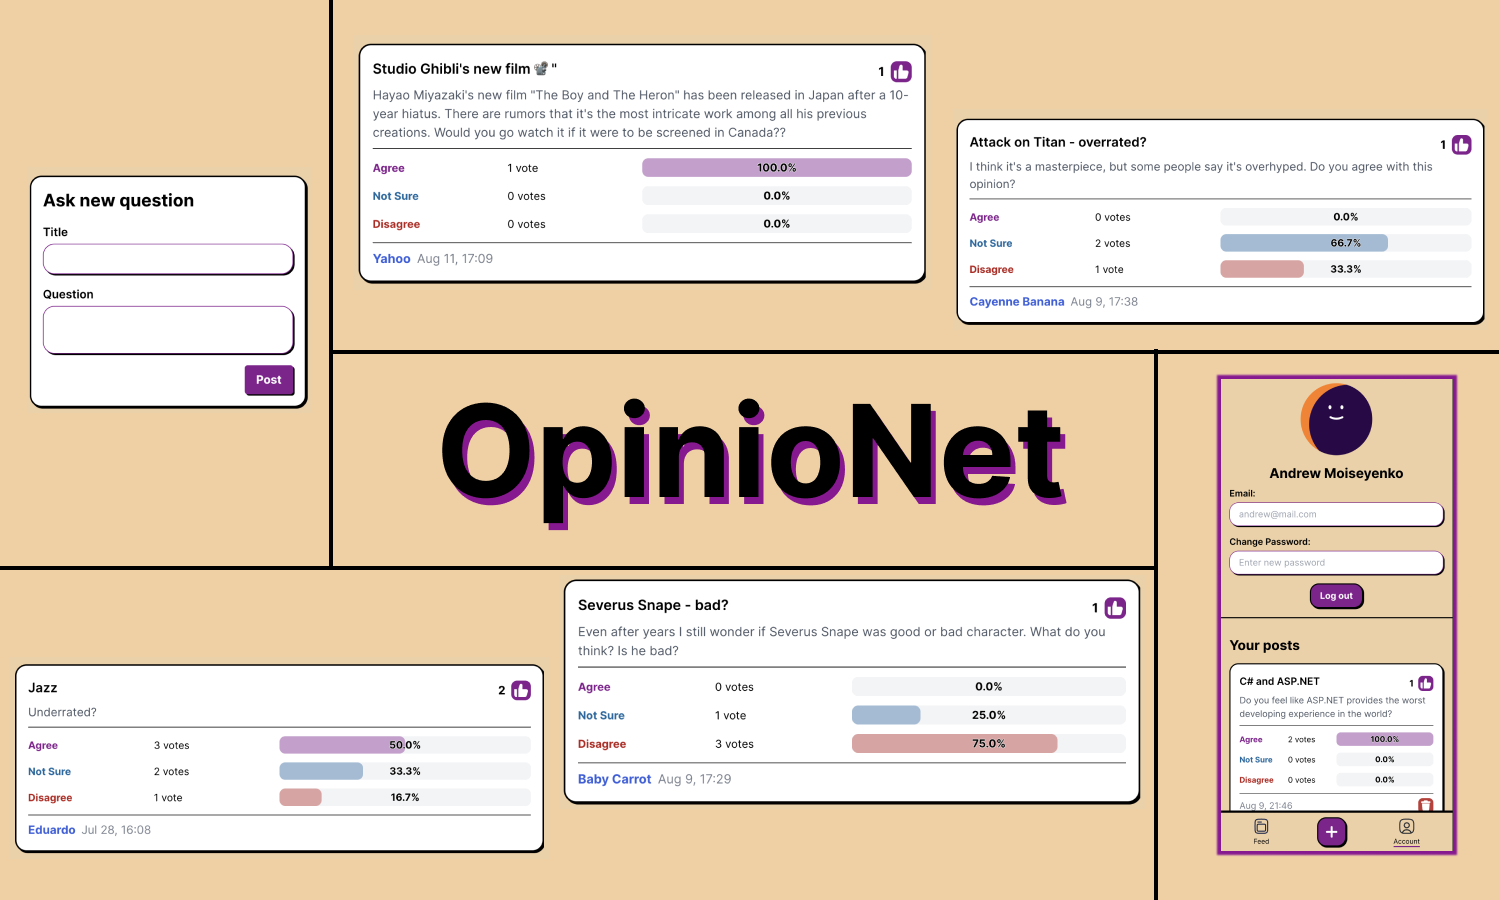 Ask new question
Title
Question
Post
Studio Ghibli's new film 📽️ "
1
Hayao Miyazaki's new film "The Boy and The Heron" has been released in Japan after a 10-
year hiatus. There are rumors that it's the most intricate work among all his previous
creations. Would you go watch it if it were to be screened in Canada??
Agree 1 vote 100.0%
Not Sure 0 votes 0.0%
Disagree 0 votes 0.0%
Yahoo Aug 11, 17:09
Attack on Titan - overrated?
1
I think it's a masterpiece, but some people say it's overhyped. Do you agree with this
opinion?
Agree 0 votes 0.0%
Not Sure 2 votes 66.7%
Disagree 1 vote 33.3%
Cayenne Banana Aug 9, 17:38
OpinioNet
Jazz
2
Underrated?
Agree 3 votes 50.0%
Not Sure 2 votes 33.3%
Disagree 1 vote 16.7%
Eduardo Jul 28, 16:08
Severus Snape - bad?
1
Even after years I still wonder if Severus Snape was good or bad character. What do you
think? Is he bad?
Agree 0 votes 0.0%
Not Sure 1 vote 25.0%
Disagree 3 votes 75.0%
Baby Carrot Aug 9, 17:29
Andrew Moiseyenko
Email:
andrew@mail.com
Change Password:
Enter new password
Log out
Your posts
C# and ASP.NET
1
Do you feel like ASP.NET provides the worst
developing experience in the world?
Agree 2 votes 100.0%
Not Sure 0 votes 0.0%
Disagree 0 votes 0.0%
Aug 9, 21:46
Feed
+
Account